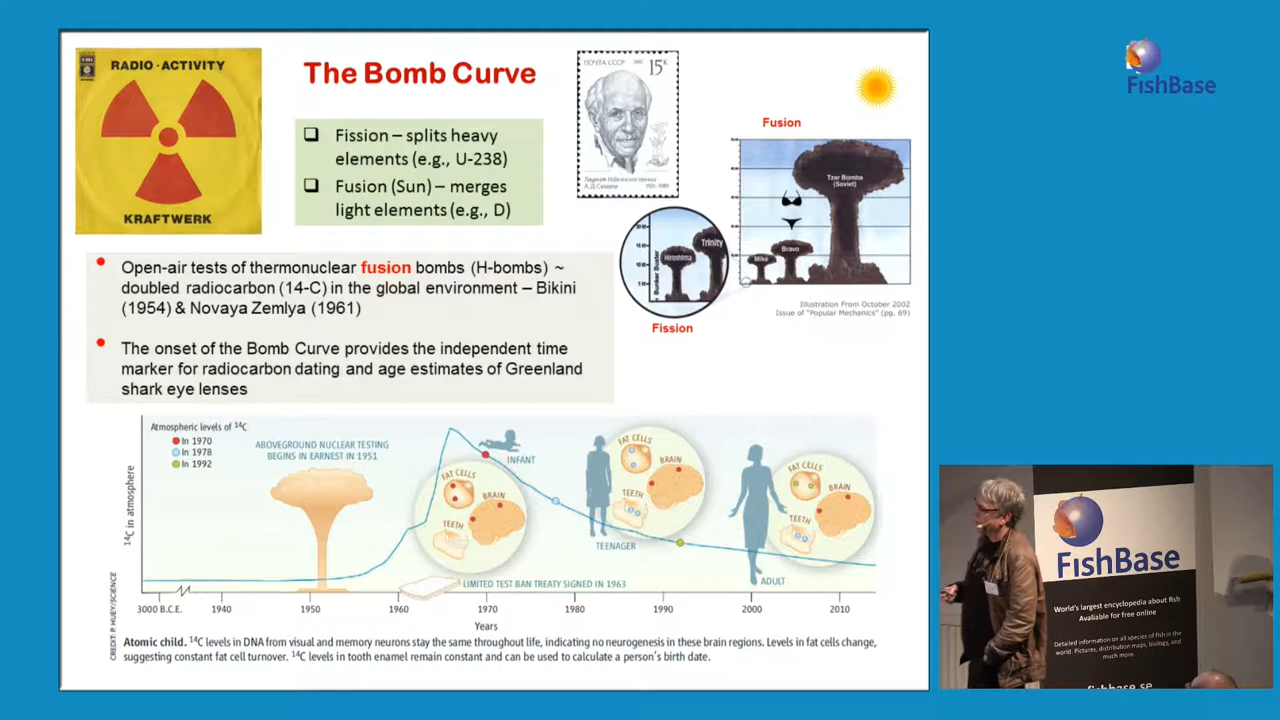 RADIO·ACTIVITY
KRAFTWERK
The Bomb Curve
❑ Fission – splits heavy
elements (e.g., U-238)
❑ Fusion (Sun) – merges
light elements (e.g., D)
ПОЧТА СССР
15к
А.Д. Сахаров
1921-1989
Fusion
Tzar Bomba
(Soviet)
Bravo
Mike
Trinity
Hiroshima
Bunker Buster
Fission
Illustration From October 2002
Issue of "Popular Mechanics" (pg. 69)
• Open-air tests of thermonuclear fusion bombs (H-bombs) ~
doubled radiocarbon (14-C) in the global environment – Bikini
(1954) & Novaya Zemlya (1961)
• The onset of the Bomb Curve provides the independent time
marker for radiocarbon dating and age estimates of Greenland
shark eye lenses
Atmospheric levels of ¹⁴C
In 1970
In 1978
In 1992
ABOVEGROUND NUCLEAR TESTING
BEGINS IN EARNEST IN 1951
INFANT
FAT CELLS
BRAIN
TEETH
TEENAGER
FAT CELLS
BRAIN
TEETH
ADULT
FAT CELLS
BRAIN
TEETH
LIMITED TEST BAN TREATY SIGNED IN 1963
¹⁴C in atmosphere
3000 B.C.E. 1940 1950 1960 1970 1980 1990 2000 2010
Years
CREDIT: P. HUEY/SCIENCE
Atomic child. ¹⁴C levels in DNA from visual and memory neurons stay the same throughout life, indicating no neurogenesis in these brain regions. Levels in fat cells change,
suggesting constant fat cell turnover. ¹⁴C levels in tooth enamel remain constant and can be used to calculate a person's birth date.
FishBase
FishBase
World's largest encyclopedia about fish
Avaliable for free online
Detailed information on all species of fish in the
world. Pictures, distribution maps, biology, and
much more.
fishbase.se